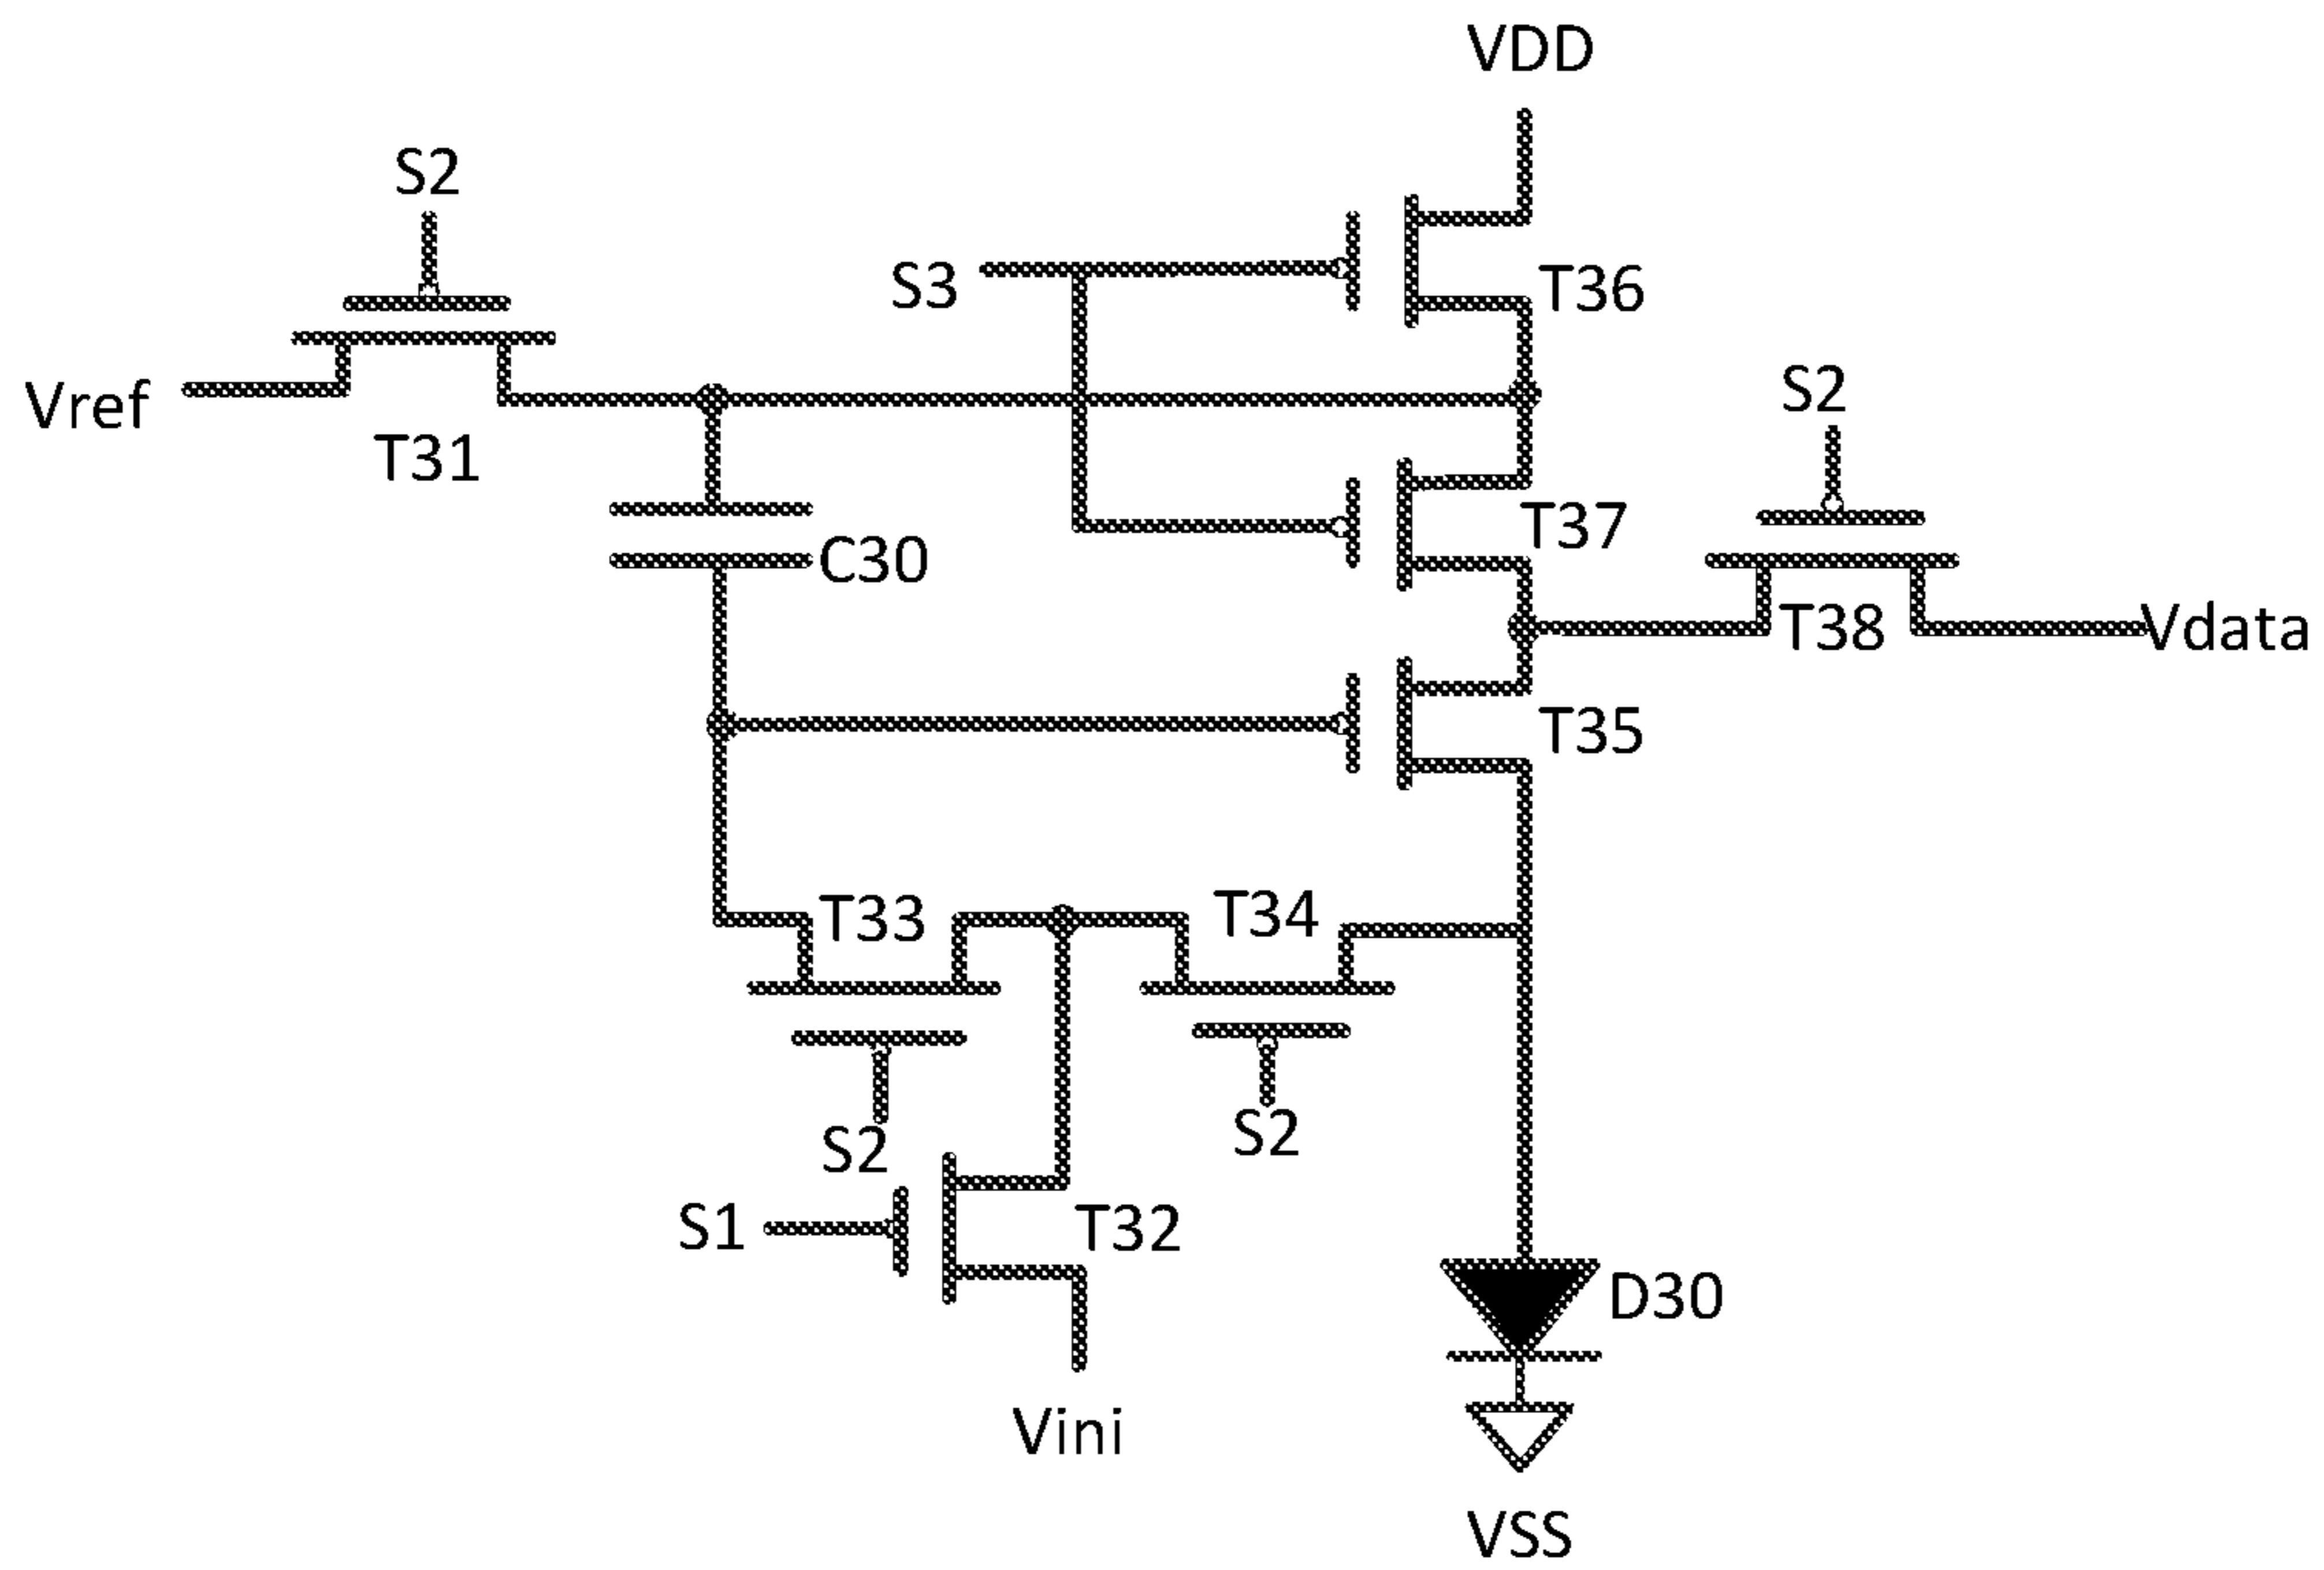 VDD
S2
S3
T36
Vref
S2
T31
T37
C30
T38
Vdata
T35
T33
T34
S2
S2
S1
T32
D30
Vini
VSS